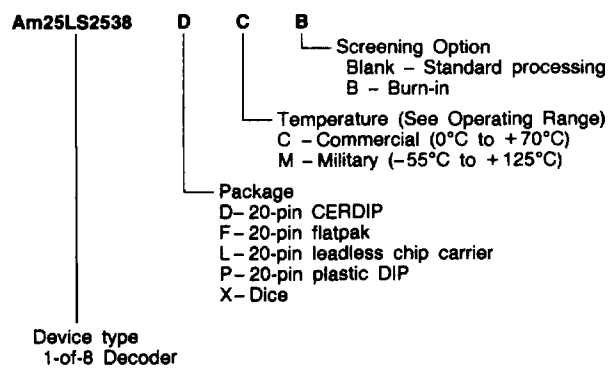 Am25LS2538 D C B
Screening Option
Blank – Standard processing
B – Burn-in
Temperature (See Operating Range)
C – Commercial (0°C to +70°C)
M – Military (–55°C to +125°C)
Package
D– 20-pin CERDIP
F– 20-pin flatpak
L– 20-pin leadless chip carrier
P– 20-pin plastic DIP
X– Dice
Device type
1-of-8 Decoder